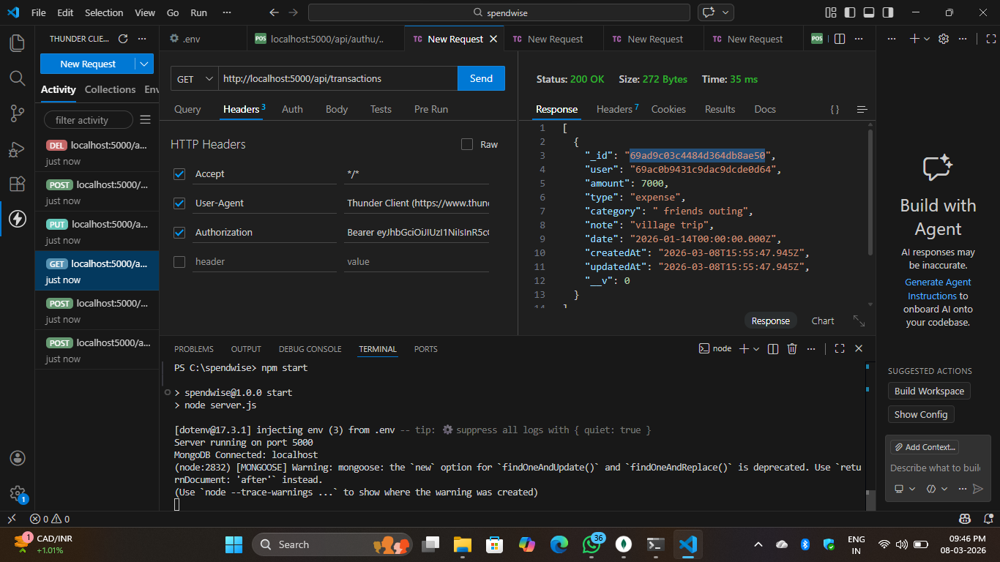 File Edit Selection View Go Run ···
spendwise
THUNDER CLIE... ···
New Request
Activity Collections Env
filter activity
DEL localhost:5000/a...
just now
POST localhost:5000/...
just now
PUT localhost:5000/a...
just now
GET localhost:5000/a...
just now
POST localhost:5000/...
just now
POST localhost5000/a...
just now
1
.env
POS localhost:5000/api/authu/..
TC New Request
TC New Request
TC New Request
TC New Request
POS
GET http://localhost:5000/api/transactions Send
Query Headers 3 Auth Body Tests Pre Run
HTTP Headers Raw
Accept */*
User-Agent Thunder Client (https://www.thun
Authorization Bearer eyJhbGciOiJIUzI1NiIsInR5cC
header value
Status: 200 OK Size: 272 Bytes Time: 35 ms
Response Headers 7 Cookies Results Docs { }
1 [
2 {
3 "_id": "69ad9c03c4484d364db8ae50",
4 "user": "69ac0b9431c9dac9dcde0d64",
5 "amount": 7000,
6 "type": "expense",
7 "category": " friends outing",
8 "note": "village trip",
9 "date": "2026-01-14T00:00:00.000Z",
10 "createdAt": "2026-03-08T15:55:47.945Z",
11 "updatedAt": "2026-03-08T15:55:47.945Z",
12 "__v": 0
13 }
14 ]
Response Chart
PROBLEMS OUTPUT DEBUG CONSOLE TERMINAL PORTS
node
PS C:\spendwise> npm start
> spendwise@1.0.0 start
> node server.js
[dotenv@17.3.1] injecting env (3) from .env -- tip: ⚙️ suppress all logs with { quiet: true }
Server running on port 5000
MongoDB Connected: localhost
(node:2832) [MONGOOSE] Warning: mongoose: the `new` option for `findOneAndUpdate()` and `findOneAndReplace()` is deprecated. Use `retu
rnDocument: 'after'` instead.
(Use `node --trace-warnings ...` to show where the warning was created)
Build with
Agent
AI responses may
be inaccurate.
Generate Agent
Instructions to
onboard AI onto
your codebase.
SUGGESTED ACTIONS
Build Workspace
Show Config
Add Context...
Describe what to build
0 0
1
CAD/INR
+1.01%
Search
36
ENG
IN
09:46 PM
08-03-2026